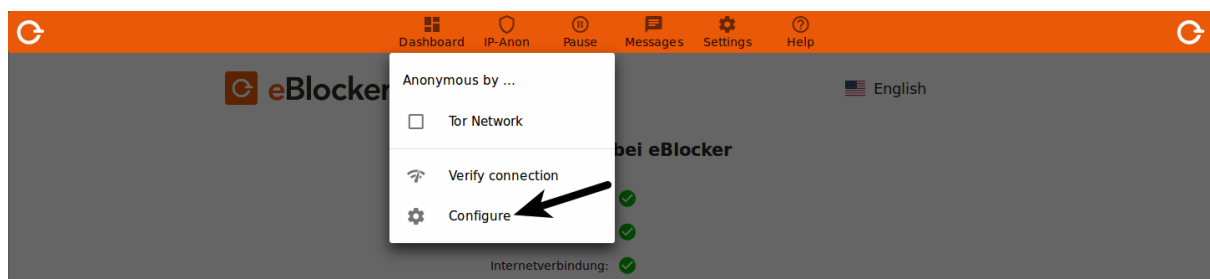 Dashboard IP-Anon Pause Messages Settings Help
eBlocker
English
Anonymous by ...
Tor Network
bei eBlocker
Verify connection
Configure
Internetverbindung: